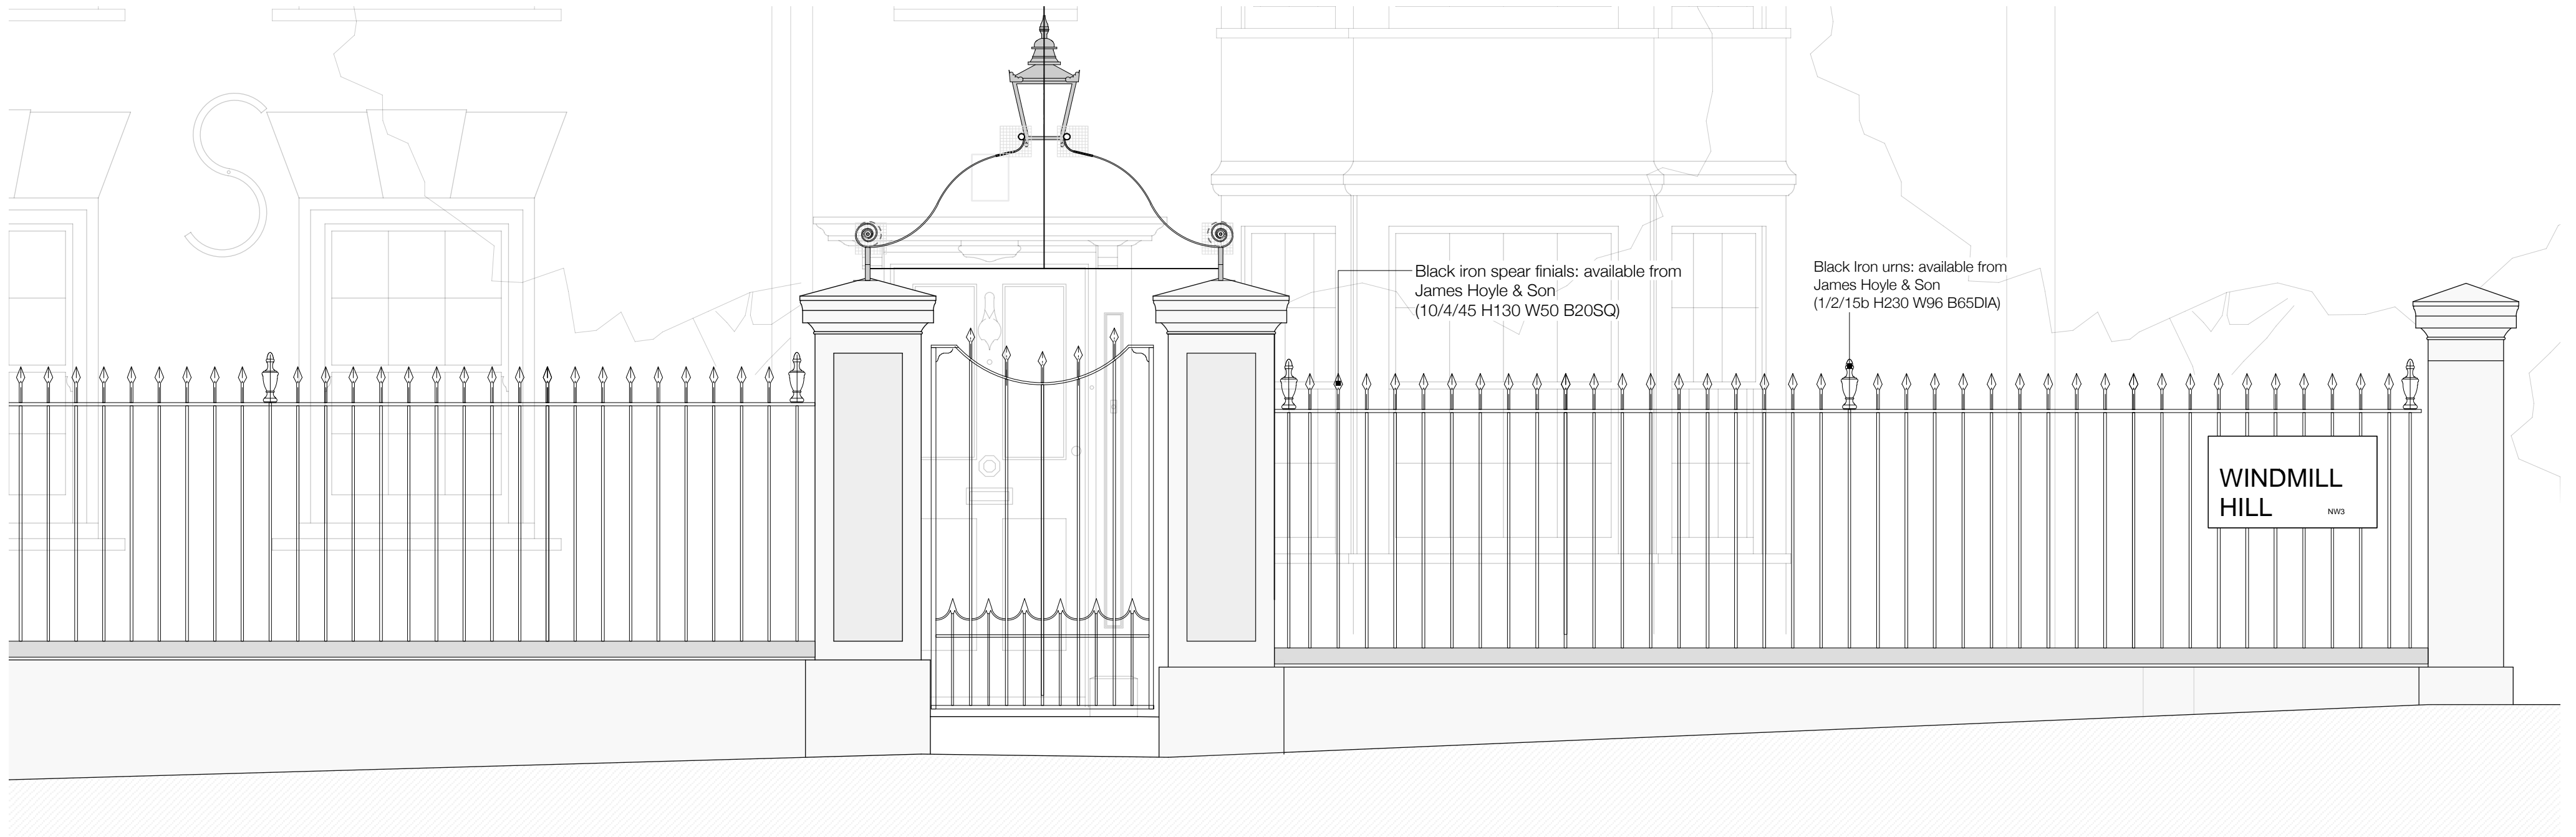 Black iron spear finials: available from
James Hoyle & Son
(10/4/45 H130 W50 B20SQ)
Black Iron urns: available from
James Hoyle & Son
(1/2/15b H230 W96 B65DIA)
WINDMILL
HILL NW3